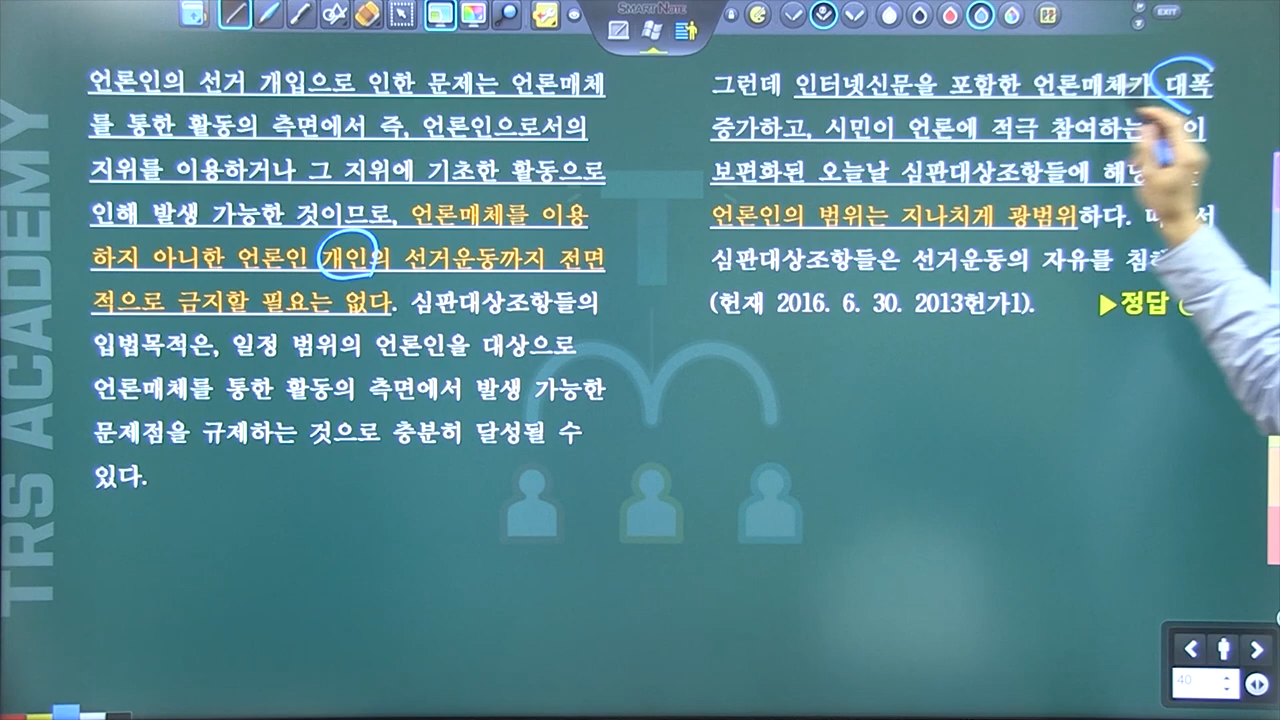 SMART NOTE
EXIT
언론인의 선거 개입으로 인한 문제는 언론매체
를 통한 활동의 측면에서 즉, 언론인으로서의
지위를 이용하거나 그 지위에 기초한 활동으로
인해 발생 가능한 것이므로, 언론매체를 이용
하지 아니한 언론인 개인의 선거운동까지 전면
적으로 금지할 필요는 없다. 심판대상조항들의
입법목적은, 일정 범위의 언론인을 대상으로
언론매체를 통한 활동의 측면에서 발생 가능한
문제점을 규제하는 것으로 충분히 달성될 수
있다.
그런데 인터넷신문을 포함한 언론매체가 대폭
증가하고, 시민이 언론에 적극 참여하는 이
보편화된 오늘날 심판대상조항들에
언론인의 범위는 지나치게 광범위하다. 서
심판대상조항들은 선거운동의 자유를
(헌재 2016. 6. 30. 2013헌가1).
▶정답
TRS ACADEMY
40